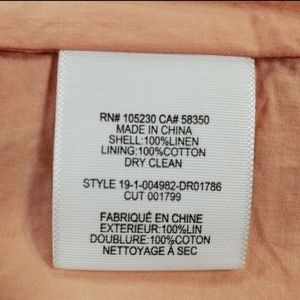 RN# 105230 CA# 58350
MADE IN CHINA
SHELL:100%LINEN
LINING:100%COTTON
DRY CLEAN
STYLE 19-1-004982-DR01786
CUT 001799
FABRIQUÉ EN CHINE
EXTERIEUR:100%LIN
DOUBLURE:100%COTON
NETTOYAGE À SEC